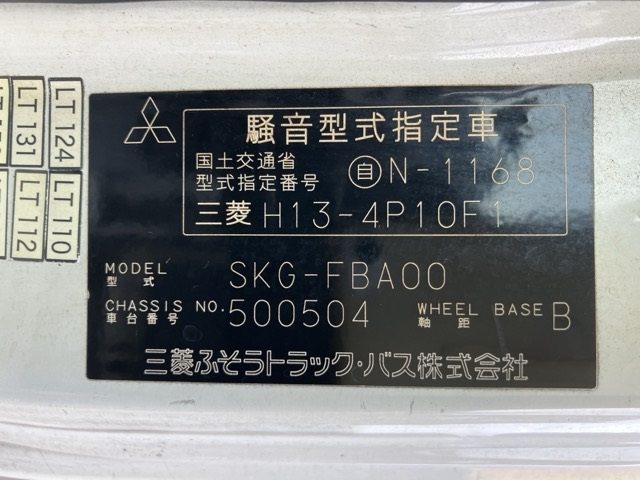 LT 131
LT 124
LT 112
LT 110
騒音型式指定車
国土交通省
型式指定番号 自 N-1168
三菱 H13-4P10F1
MODEL
型式 SKG-FBA00
CHASSIS NO.
車台番号 500504
WHEEL BASE
軸距 B
三菱ふそうトラック・バス株式会社